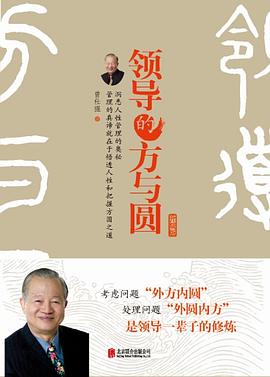 领导的方与圆
曾仕强 著
洞悉人性管理的奥秘
管理的真谛就在于悟透人性和把握方圆之道
考虑问题“外方内圆”
处理问题“外圆内方”
是领导一辈子的修炼
北京联合出版公司